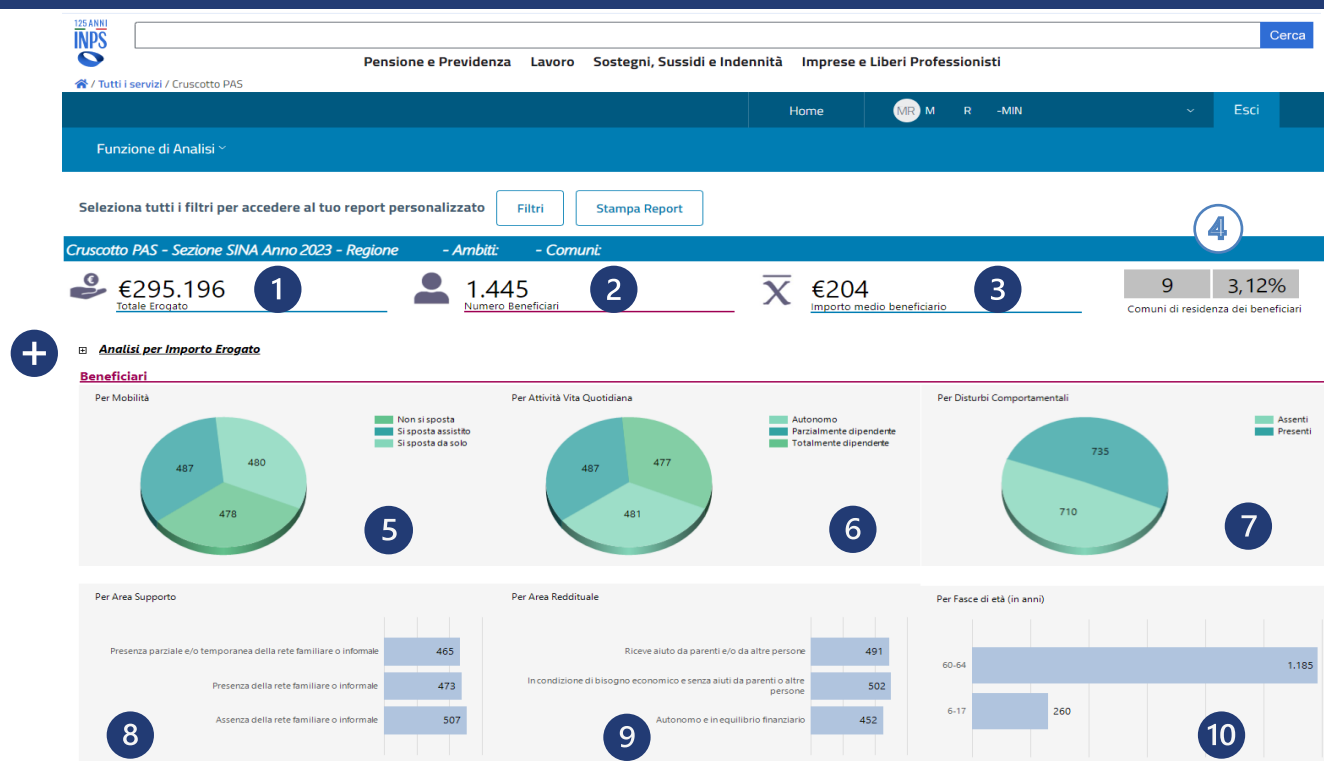 125 ANNI
INPS
Cerca
Pensione e Previdenza Lavoro Sostegni, Sussidi e Indennità Imprese e Liberi Professionisti
/ Tutti i servizi / Cruscotto PAS
Home MR M R -MIN Esci
Funzione di Analisi
Seleziona tutti i filtri per accedere al tuo report personalizzato Filtri Stampa Report
4
Cruscotto PAS - Sezione SINA Anno 2023 - Regione - Ambiti: - Comuni:
€295.196 1 1.445 2 €204 3 9 3,12%
Totale Erogato Numero Beneficiari Importo medio beneficiario Comuni di residenza dei beneficiari
+ Analisi per Importo Erogato
Beneficiari
Per Mobilità
Non si sposta
Si sposta assistito
Si sposta da solo
487 480
478
5
Per Attività Vita Quotidiana
Autonomo
Parzialmente dipendente
Totalmente dipendente
487 477
481
6
Per Disturbi Comportamentali
Assenti
Presenti
735
710
7
Per Area Supporto
Presenza parziale e/o temporanea della rete familiare o informale 465
Presenza della rete familiare o informale 473
Assenza della rete familiare o informale 507
8
Per Area Reddituale
Riceve aiuto da parenti e/o da altre persone 491
In condizione di bisogno economico e senza aiuti da parenti o altre
persone 502
Autonomo e in equilibrio finanziario 452
9
Per Fasce di età (in anni)
60-64 1.185
6-17 260
10